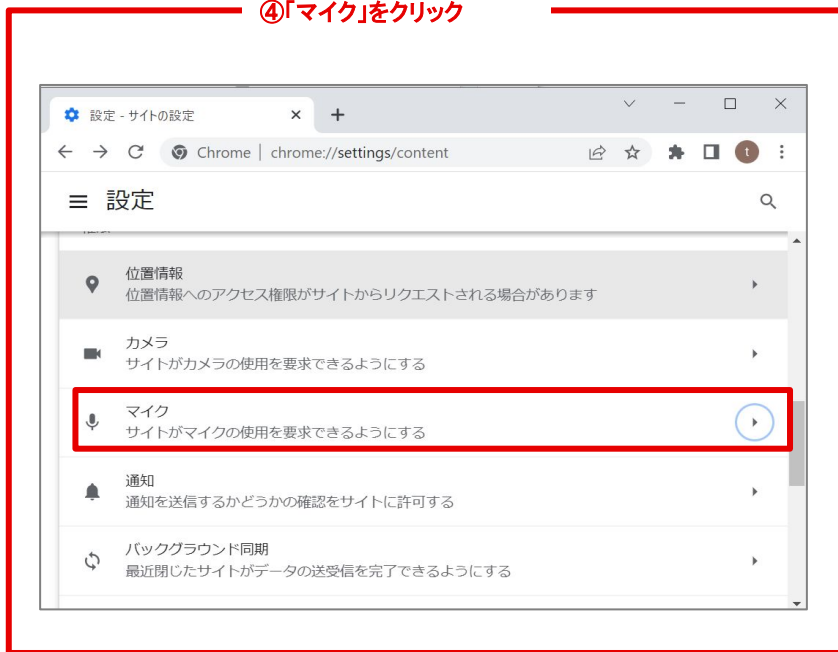 ④「マイク」をクリック
設定 - サイトの設定
Chrome | chrome://settings/content
t
設定
位置情報
位置情報へのアクセス権限がサイトからリクエストされる場合があります
カメラ
サイトがカメラの使用を要求できるようにする
マイク
サイトがマイクの使用を要求できるようにする
通知
通知を送信するかどうかの確認をサイトに許可する
バックグラウンド同期
最近閉じたサイトがデータの送受信を完了できるようにする